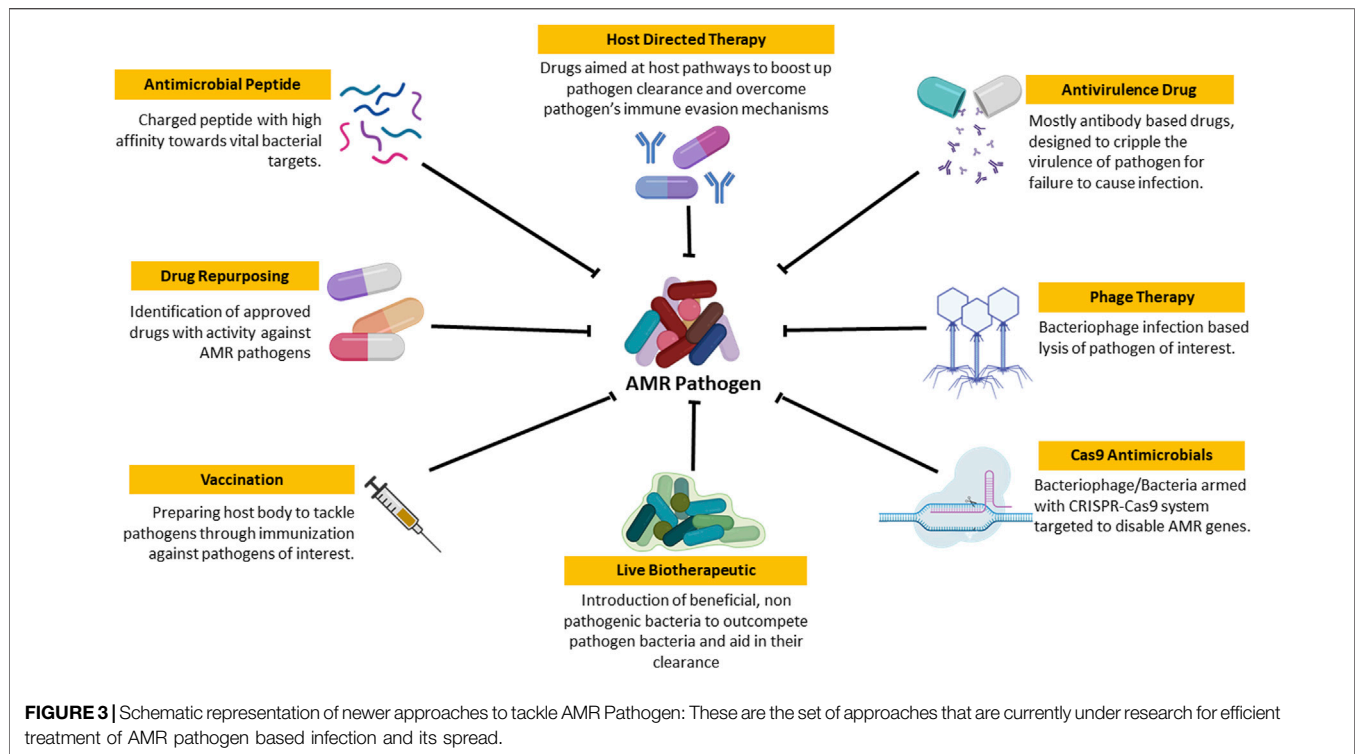 Host Directed Therapy
Drugs aimed at host pathways to boost up
pathogen clearance and overcome
pathogen's immune evasion mechanisms
Antimicrobial Peptide
Charged peptide with high
affinity towards vital bacterial
targets.
Antivirulence Drug
Mostly antibody based drugs,
designed to cripple the
virulence of pathogen for
failure to cause infection.
Drug Repurposing
Identification of approved
drugs with activity against
AMR pathogens
AMR Pathogen
Phage Therapy
Bacteriophage infection based
lysis of pathogen of interest.
Vaccination
Preparing host body to tackle
pathogens through immunization
against pathogens of interest.
Live Biotherapeutic
Introduction of beneficial, non
pathogenic bacteria to outcompete
pathogen bacteria and aid in their
clearance
Cas9 Antimicrobials
Bacteriophage/Bacteria armed
with CRISPR-Cas9 system
targeted to disable AMR genes.
FIGURE 3 | Schematic representation of newer approaches to tackle AMR Pathogen: These are the set of approaches that are currently under research for efficient
treatment of AMR pathogen based infection and its spread.